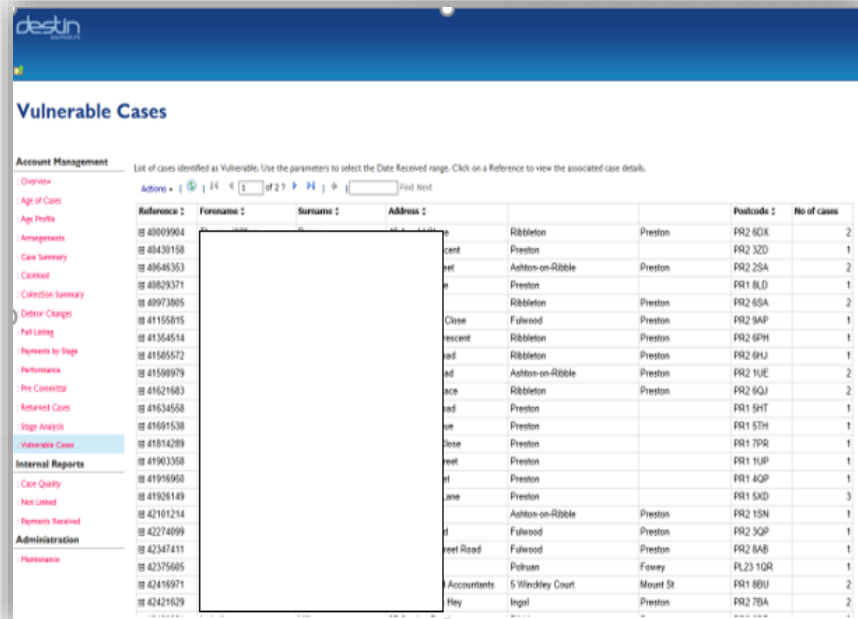 destin
Vulnerable Cases
Account Management
: Overview
: Age of Cases
: Age Profile
: Arrangements
: Case Summary
: Caseload
: Collection Summary
: Debtor Changes
: Full Listing
: Payments by Stage
: Performance
: Pre Committal
: Returned Cases
: Stage Analysis
: Vulnerable Cases
Internal Reports
: Case Quality
: Not Linked
: Payments Received
Administration
: Maintenance
List of cases identified as Vulnerable. Use the parameters to select the Date Received range. Click on a Reference to view the associated case details.
Actions 1 of 2 ? Find Next
Reference Forename Surname Address Postcode No of cases
40009904 Ribbleton Preston PR2 6DX 2
40430158 cent Preston PR2 3ZD 1
40646353 et Ashton-on-Ribble Preston PR2 2SA 2
40829371 e Preston PR1 8LD 1
40973805 Ribbleton Preston PR2 6SA 2
41155815 Close Fulwood Preston PR2 9AP 1
41354514 rescent Ribbleton Preston PR2 6PH 1
41585572 ad Ribbleton Preston PR2 6HJ 1
41598979 ad Ashton-on-Ribble Preston PR2 1UE 2
41621683 ace Ribbleton Preston PR2 6QJ 2
41634558 ad Preston PR1 5HT 1
41691538 ue Preston PR1 5TH 1
41814289 Close Preston PR1 7PR 1
41903358 reet Preston PR1 1UP 1
41916950 t Preston PR1 4QP 1
41926149 Lane Preston PR1 5XD 3
42101214 Ashton-on-Ribble Preston PR2 1SN 1
42274099 d Fulwood Preston PR2 3QP 1
42347411 reet Road Fulwood Preston PR2 8AB 1
42375605 Polruan Fowey PL23 1QR 1
42416971 Accountants 5 Winckley Court Mount St PR1 8BU 2
42421629 Hey Ingol Preston PR2 7BA 2